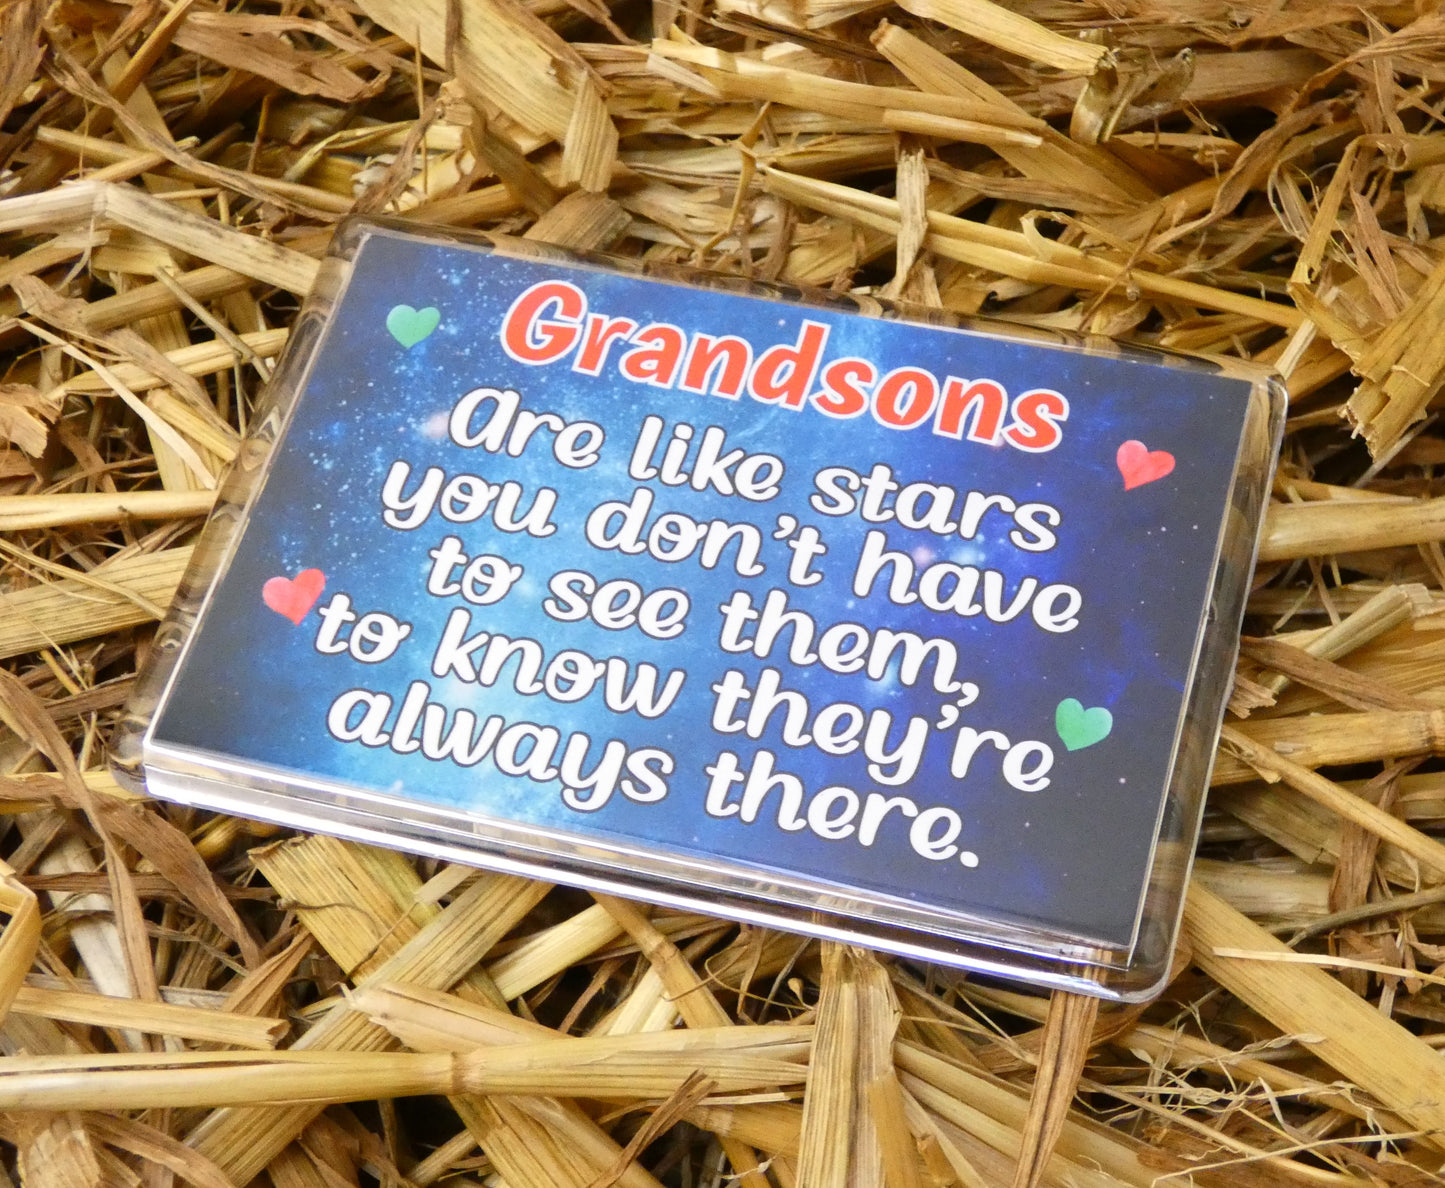 Grandsons
are like stars
you don't have
to see them,
to know they're
always there.